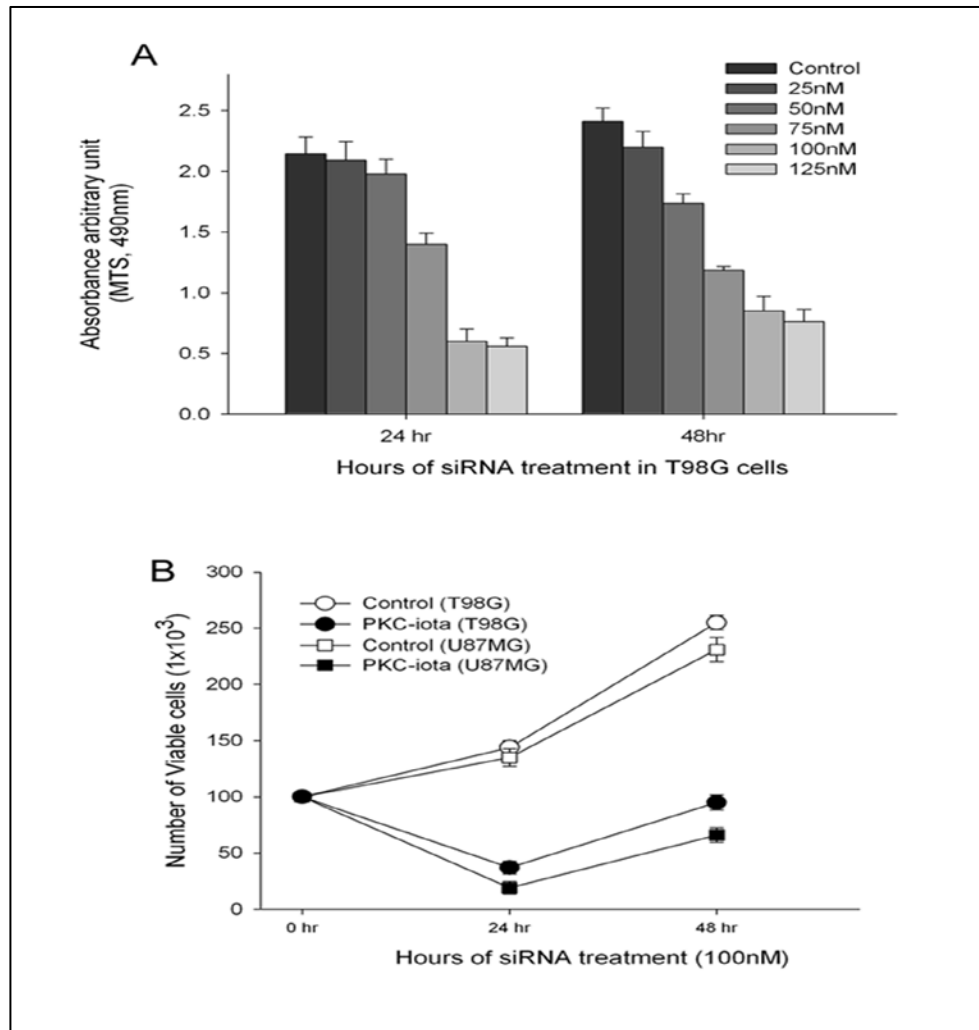 A
Control
25nM
50nM
75nM
100nM
125nM
Absorbance arbitrary unit
(MTS, 490nm)
2.5
2.0
1.5
1.0
0.5
0.0
24 hr
48hr
Hours of siRNA treatment in T98G cells
B
Control (T98G)
PKC-iota (T98G)
Control (U87MG)
PKC-iota (U87MG)
Number of Viable cells (1x10³)
300
250
200
150
100
50
0
0 hr
24 hr
48 hr
Hours of siRNA treatment (100nM)